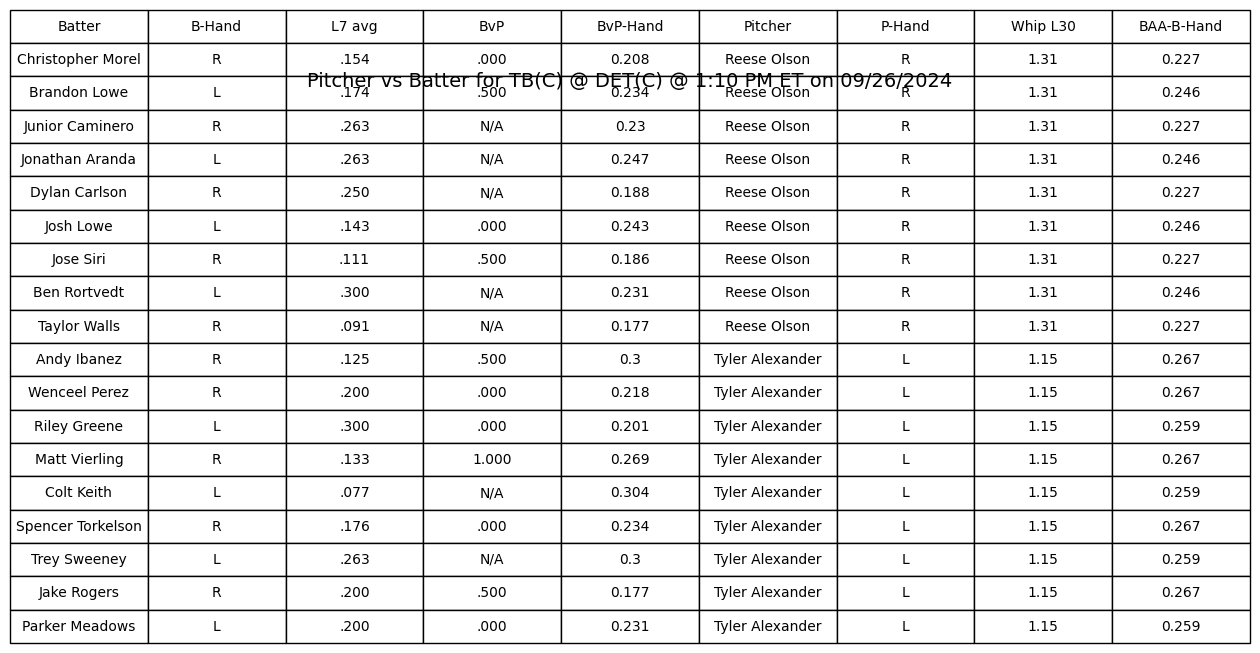 Batter B-Hand L7 avg BvP BvP-Hand Pitcher P-Hand Whip L30 BAA-B-Hand
Christopher Morel R .154 .000 0.208 Reese Olson R 1.31 0.227
Pitcher vs Batter for TB(C) @ DET(C) @ 1:10 PM ET on 09/26/2024
Brandon Lowe L .174 .500 0.234 Reese Olson R 1.31 0.246
Junior Caminero R .263 N/A 0.23 Reese Olson R 1.31 0.227
Jonathan Aranda L .263 N/A 0.247 Reese Olson R 1.31 0.246
Dylan Carlson R .250 N/A 0.188 Reese Olson R 1.31 0.227
Josh Lowe L .143 .000 0.243 Reese Olson R 1.31 0.246
Jose Siri R .111 .500 0.186 Reese Olson R 1.31 0.227
Ben Rortvedt L .300 N/A 0.231 Reese Olson R 1.31 0.246
Taylor Walls R .091 N/A 0.177 Reese Olson R 1.31 0.227
Andy Ibanez R .125 .500 0.3 Tyler Alexander L 1.15 0.267
Wenceel Perez R .200 .000 0.218 Tyler Alexander L 1.15 0.267
Riley Greene L .300 .000 0.201 Tyler Alexander L 1.15 0.259
Matt Vierling R .133 1.000 0.269 Tyler Alexander L 1.15 0.267
Colt Keith L .077 N/A 0.304 Tyler Alexander L 1.15 0.259
Spencer Torkelson R .176 .000 0.234 Tyler Alexander L 1.15 0.267
Trey Sweeney L .263 N/A 0.3 Tyler Alexander L 1.15 0.259
Jake Rogers R .200 .500 0.177 Tyler Alexander L 1.15 0.267
Parker Meadows L .200 .000 0.231 Tyler Alexander L 1.15 0.259